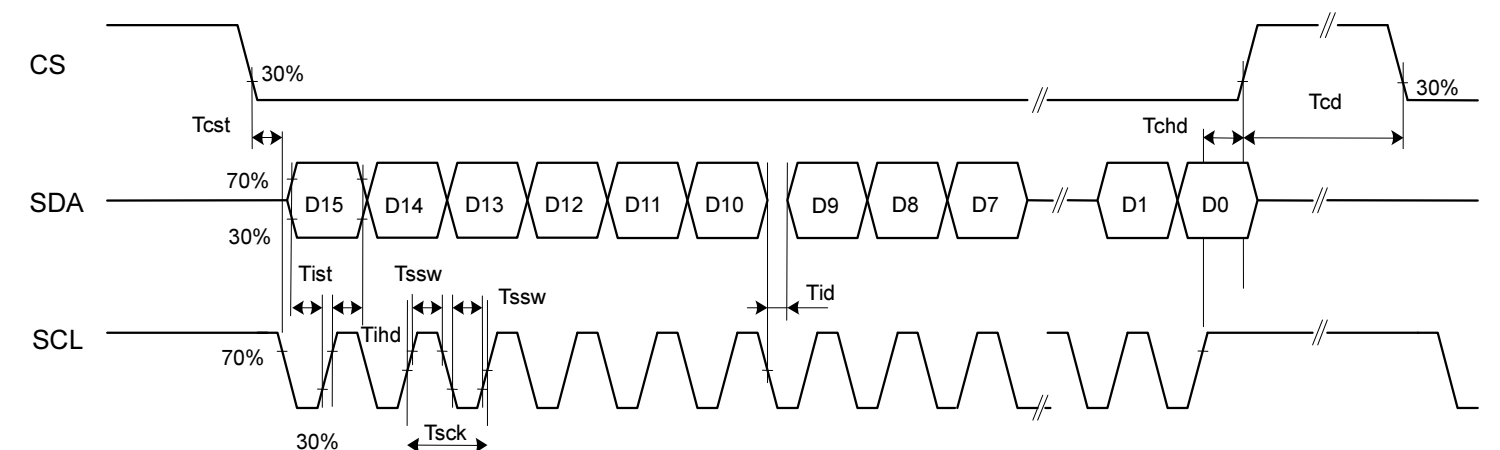 CS
30%
30%
Tcst
Tchd
Tcd
SDA
70%
30%
D15 D14 D13 D12 D11 D10 D9 D8 D7 D1 D0
Tist
Tssw
Tssw
Tid
SCL
70%
Tihd
30%
Tsck